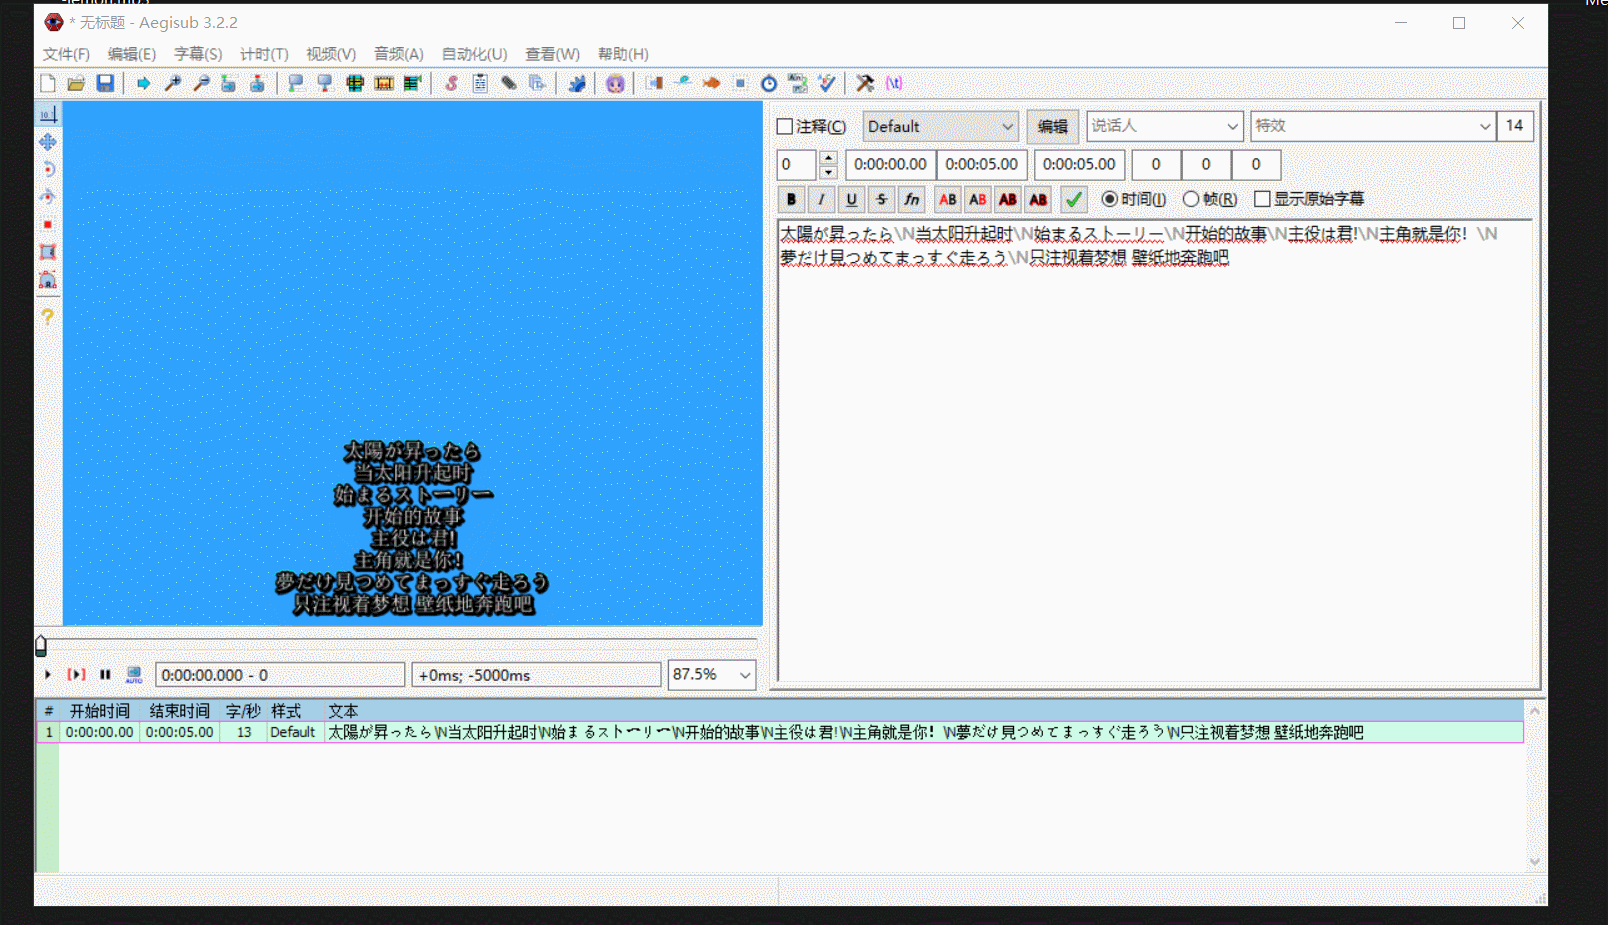 -lemon.mp3
Me
* 无标题 - Aegisub 3.2.2
文件(F) 编辑(E) 字幕(S) 计时(T) 视频(V) 音频(A) 自动化(U) 查看(W) 帮助(H)
注释(C) Default 编辑 说话人 特效 14
0 0:00:00.00 0:00:05.00 0:00:05.00 0 0 0
B I U S fn AB AB AB AB 时间(I) 帧(R) 显示原始字幕
太陽が昇ったら\N当太阳升起时\N始まるストーリー\N开始的故事\N主役は君!\N主角就是你！\N
夢だけ見つめてまっすぐ走ろう\N只注视着梦想 壁纸地奔跑吧
太陽が昇ったら
当太阳升起时
始まるストーリー
开始的故事
主役は君!
主角就是你！
夢だけ見つめてまっすぐ走ろう
只注视着梦想 壁纸地奔跑吧
AUTO 0:00:00.000 - 0 +0ms; -5000ms 87.5%
# 开始时间 结束时间 字/秒 样式 文本
1 0:00:00.00 0:00:05.00 13 Default 太陽が昇ったら\N当太阳升起时\N始まるストーリー\N开始的故事\N主役は君!\N主角就是你！\N夢だけ見つめてまっすぐ走ろう\N只注视着梦想 壁纸地奔跑吧